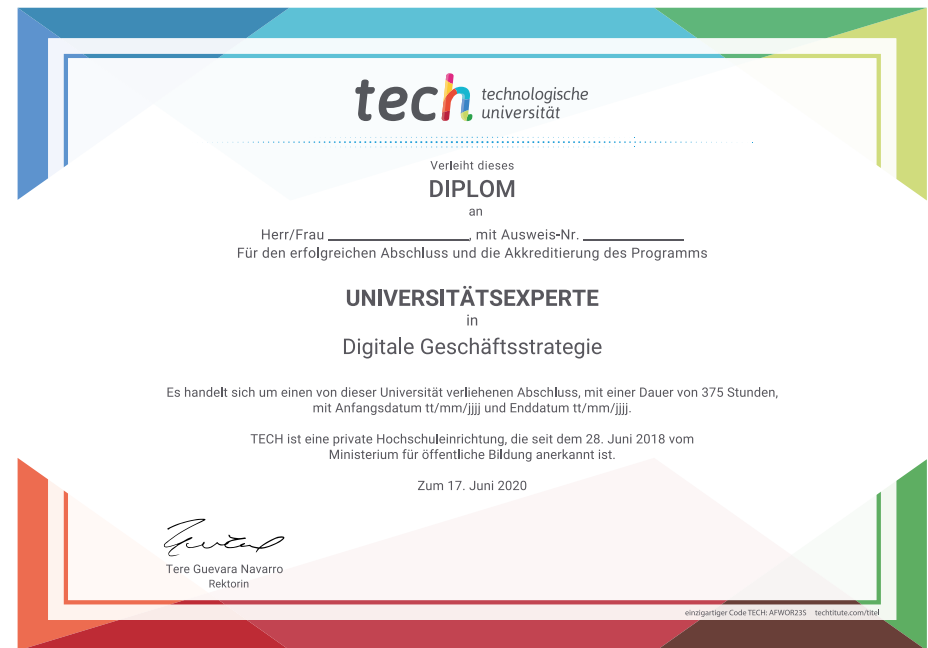 tech technologische
universität
Verleiht dieses
DIPLOM
an
Herr/Frau ____________________, mit Ausweis-Nr. ______________
Für den erfolgreichen Abschluss und die Akkreditierung des Programms
UNIVERSITÄTSEXPERTE
in
Digitale Geschäftsstrategie
Es handelt sich um einen von dieser Universität verliehenen Abschluss, mit einer Dauer von 375 Stunden,
mit Anfangsdatum tt/mm/jjjj und Enddatum tt/mm/jjjj.
TECH ist eine private Hochschuleinrichtung, die seit dem 28. Juni 2018 vom
Ministerium für öffentliche Bildung anerkannt ist.
Zum 17. Juni 2020
Tere Guevara Navarro
Rektorin
einzigartiger Code TECH: AFWOR23S techtitute.com/titel